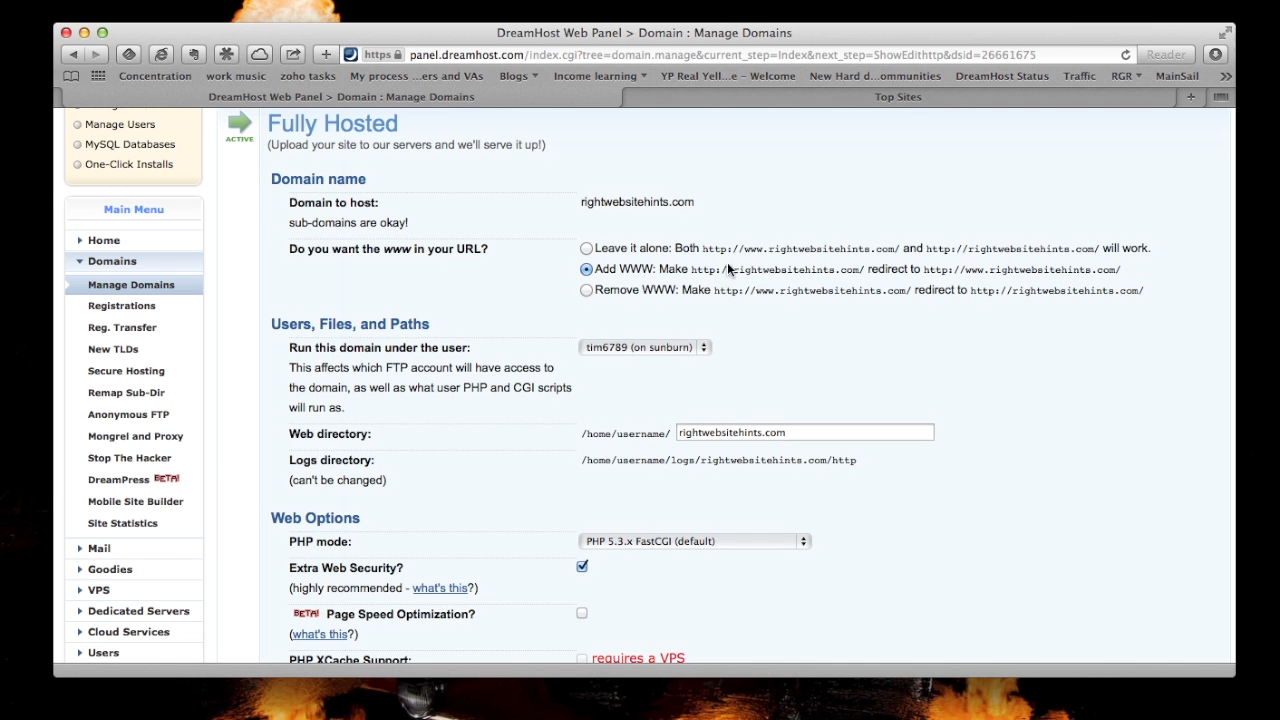 DreamHost Web Panel > Domain : Manage Domains
https panel.dreamhost.com/index.cgi?tree=domain.manage&current_step=Index&next_step=ShowEdithttp&dsid=26661675
Reader
Concentration work music zoho tasks My process ...ers and VAs Blogs Income learning YP Real Yell...e – Welcome New Hard d...ommunities DreamHost Status Traffic RGR MainSail
DreamHost Web Panel > Domain : Manage Domains
Top Sites
Manage Users
MySQL Databases
One-Click Installs
Main Menu
Home
Domains
Manage Domains
Registrations
Reg. Transfer
New TLDs
Secure Hosting
Remap Sub-Dir
Anonymous FTP
Mongrel and Proxy
Stop The Hacker
DreamPress BETA!
Mobile Site Builder
Site Statistics
Mail
Goodies
VPS
Dedicated Servers
Cloud Services
Users
ACTIVE
Fully Hosted
(Upload your site to our servers and we'll serve it up!)
Domain name
Domain to host: rightwebsitehints.com
sub-domains are okay!
Do you want the www in your URL?
Leave it alone: Both http://www.rightwebsitehints.com/ and http://rightwebsitehints.com/ will work.
Add WWW: Make http://rightwebsitehints.com/ redirect to http://www.rightwebsitehints.com/
Remove WWW: Make http://www.rightwebsitehints.com/ redirect to http://rightwebsitehints.com/
Users, Files, and Paths
Run this domain under the user: tim6789 (on sunburn)
This affects which FTP account will have access to
the domain, as well as what user PHP and CGI scripts
will run as.
Web directory: /home/username/ rightwebsitehints.com
Logs directory: /home/username/logs/rightwebsitehints.com/http
(can't be changed)
Web Options
PHP mode: PHP 5.3.x FastCGI (default)
Extra Web Security?
(highly recommended - what's this?)
BETA! Page Speed Optimization?
(what's this?)
PHP XCache Support: requires a VPS